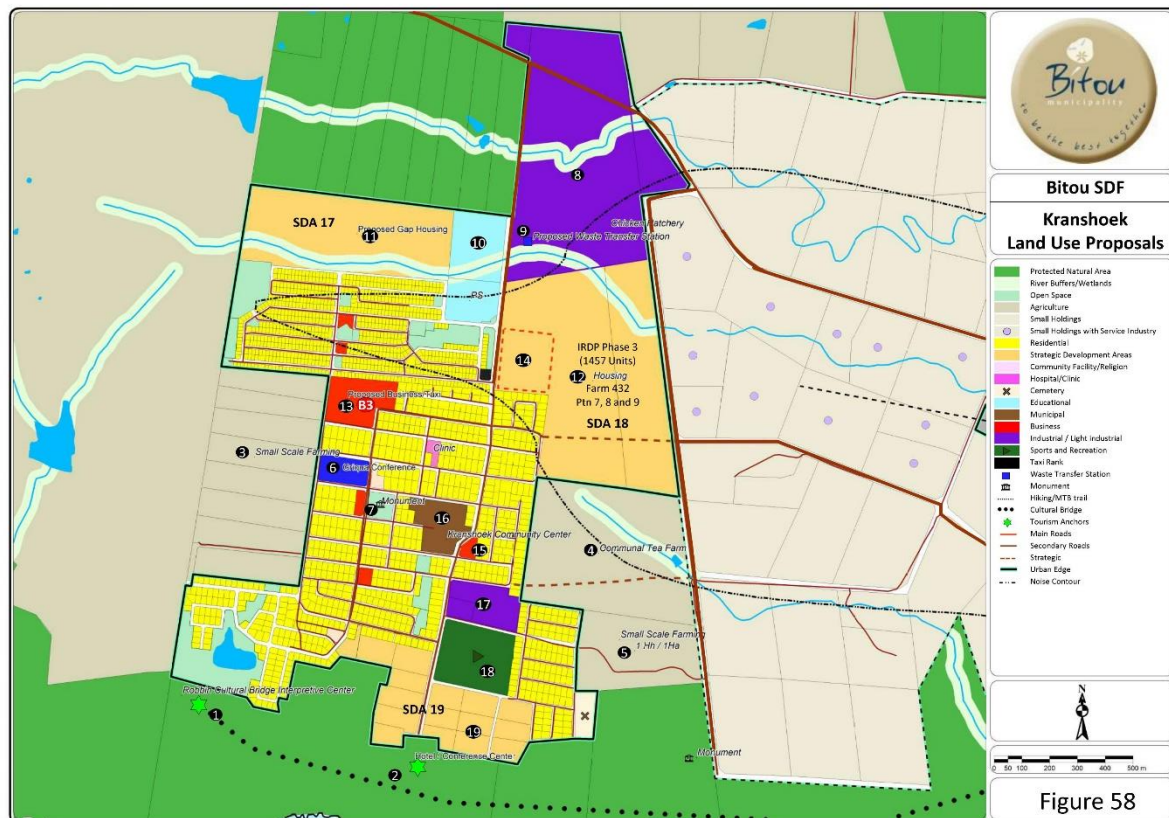 SDA 17
Proposed Gap Housing
11
10
PS
8
Chicken Hatchery
9
Proposed Waste Transfer Station
14
IRDP Phase 3
(1457 Units)
12
Housing
Farm 432
Ptn 7, 8 and 9
SDA 18
Proposed Business/Taxi
13
B3
3
Small Scale Farming
6
Griqua Conference
Clinic
7
Monument
16
Kranshoek Community Center
15
4
Communal Tea Farm
17
Small Scale Farming
1 Hh / 1Ha
5
18
Robbin Cultural Bridge Interpretive Center
1
SDA 19
19
Hotel / Conference Center
2
Monument
Bitou
municipality
to be the best together
Bitou SDF
Kranshoek
Land Use Proposals
Protected Natural Area
River Buffers/Wetlands
Open Space
Agriculture
Small Holdings
Small Holdings with Service Industry
Residential
Strategic Development Areas
Community Facility/Religion
Hospital/Clinic
Cemetery
Educational
Municipal
Business
Industrial / Light industrial
Sports and Recreation
Taxi Rank
Waste Transfer Station
Monument
Hiking/MTB trail
Cultural Bridge
Tourism Anchors
Main Roads
Secondary Roads
Strategic
Urban Edge
Noise Contour
N
0 50 100 200 300 400 500 m
Figure 58